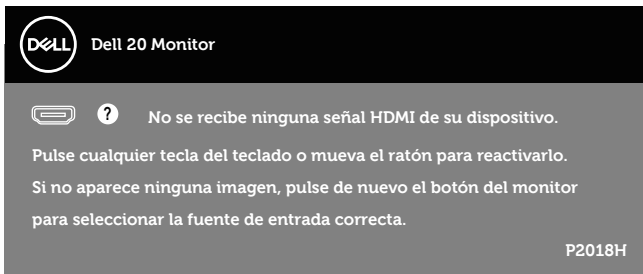 DELL
Dell 20 Monitor
? No se recibe ninguna señal HDMI de su dispositivo.
Pulse cualquier tecla del teclado o mueva el ratón para reactivarlo.
Si no aparece ninguna imagen, pulse de nuevo el botón del monitor
para seleccionar la fuente de entrada correcta.
P2018H